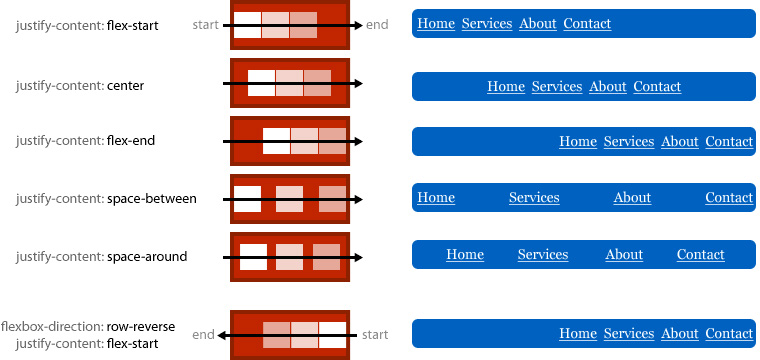 justify-content: flex-start start end Home Services About Contact
justify-content: center Home Services About Contact
justify-content: flex-end Home Services About Contact
justify-content: space-between Home Services About Contact
justify-content: space-around Home Services About Contact
flexbox-direction: row-reverse
justify-content: flex-start end start Home Services About Contact